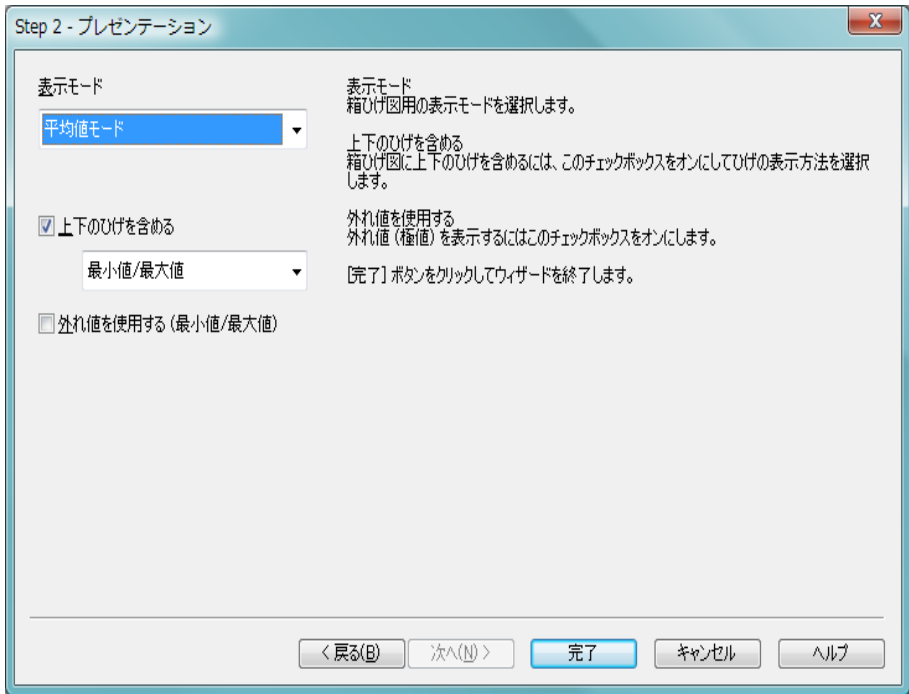 Step 2 - プレゼンテーション
表示モード
平均値モード
上下のひげを含める
最小値/最大値
外れ値を使用する (最小値/最大値)
表示モード
箱ひげ図用の表示モードを選択します。
上下のひげを含める
箱ひげ図に上下のひげを含めるには、このチェックボックスをオンにしてひげの表示方法を選択
します。
外れ値を使用する
外れ値 (極値) を表示するにはこのチェックボックスをオンにします。
[完了] ボタンをクリックしてウィザードを終了します。
< 戻る(B)
次へ(N) >
完了
キャンセル
ヘルプ